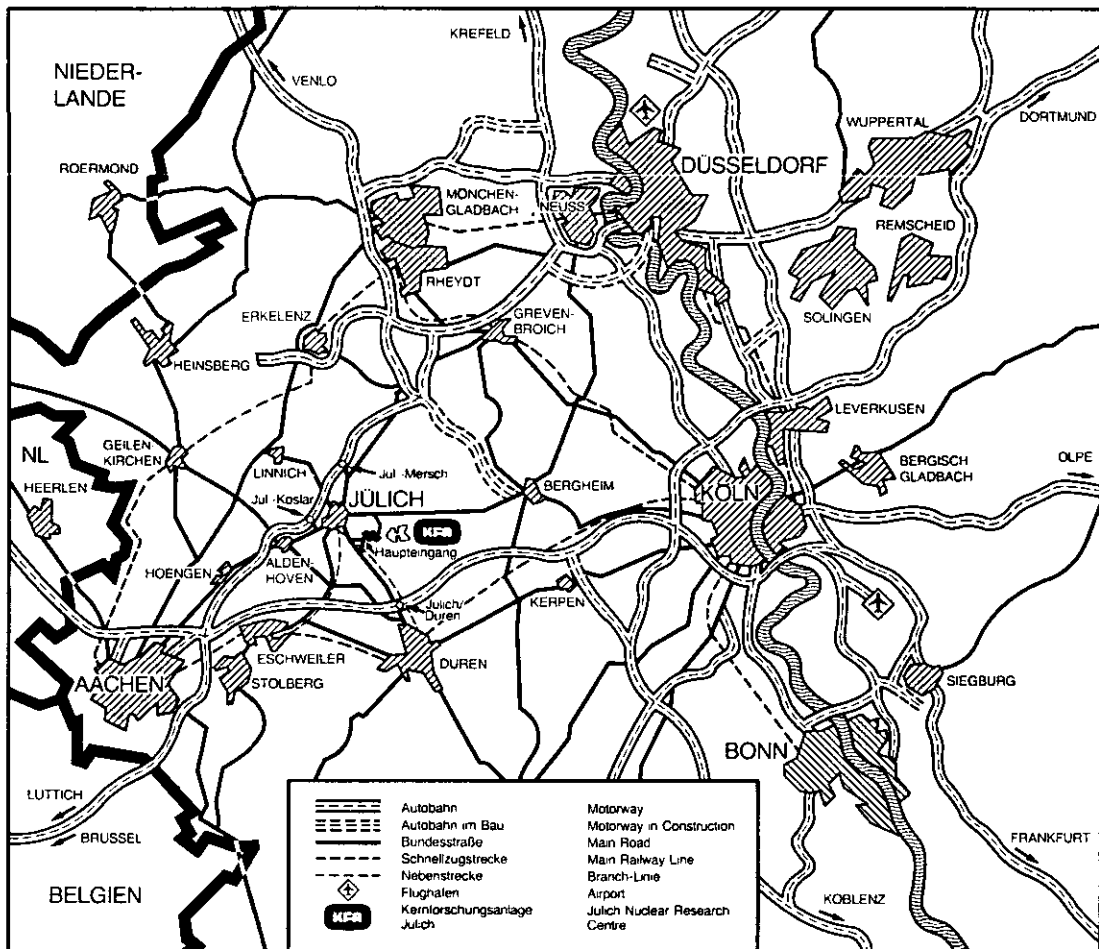 KREFELD
NIEDER-
LANDE
VENLO
DORTMUND
WUPPERTAL
DÜSSELDORF
ROERMOND
MÖNCHEN-
GLADBACH
NEUSS
REMSCHEID
RHEYDT
ERKELENZ
GREVEN-
BROICH
SOLINGEN
HEINSBERG
LEVERKUSEN
GEILEN-
KIRCHEN
NL
HEERLEN
LINNICH
Jül.-Mersch
BERGISCH
GLADBACH
OLPE
Jul-Koslar
JÜLICH
BERGHEIM
KÖLN
KFA
Haupteingang
HOENGEN
ALDEN-
HOVEN
Julich/
Duren
KERPEN
ESCHWEILER
DUREN
AACHEN
STOLBERG
SIEGBURG
BONN
LUTTICH
BRUSSEL
FRANKFURT
BELGIEN
KOBLENZ
Autobahn Motorway
Autobahn im Bau Motorway in Construction
Bundesstraße Main Road
Schnellzugstrecke Main Railway Line
Nebenstrecke Branch-Line
Flughafen Airport
KFA Kernforschungsanlage Julich Nuclear Research
Julich Centre